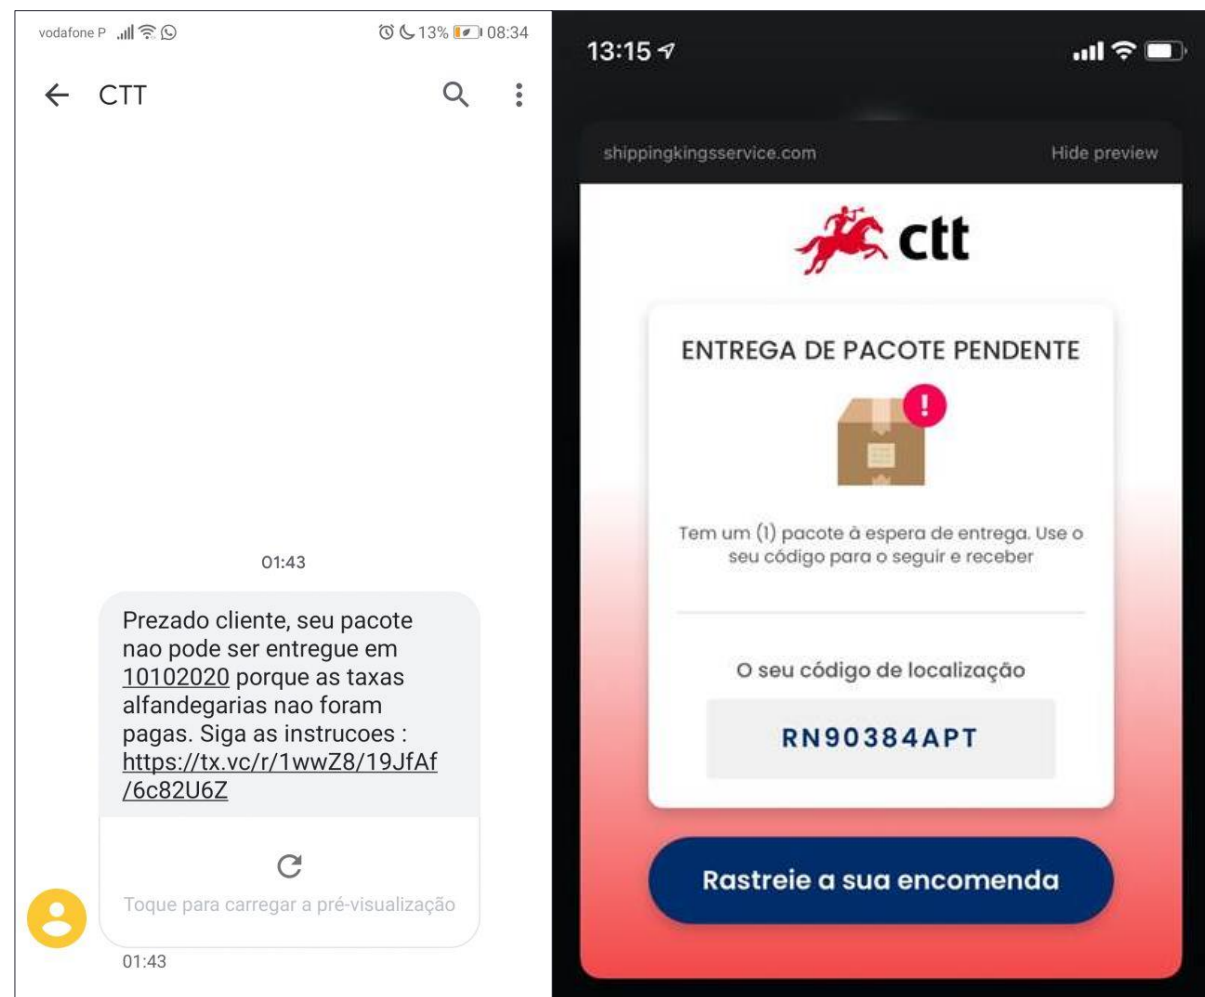 vodafone P
13%
08:34
CTT
01:43
Prezado cliente, seu pacote
nao pode ser entregue em
10102020 porque as taxas
alfandegarias nao foram
pagas. Siga as instrucoes :
https://tx.vc/r/1wwZ8/19JfAf
/6c82U6Z
Toque para carregar a pré-visualização
01:43
13:15
shippingkingsservice.com
Hide preview
ctt
ENTREGA DE PACOTE PENDENTE
!
Tem um (1) pacote à espera de entrega. Use o
seu código para o seguir e receber
O seu código de localização
RN90384APT
Rastreie a sua encomenda